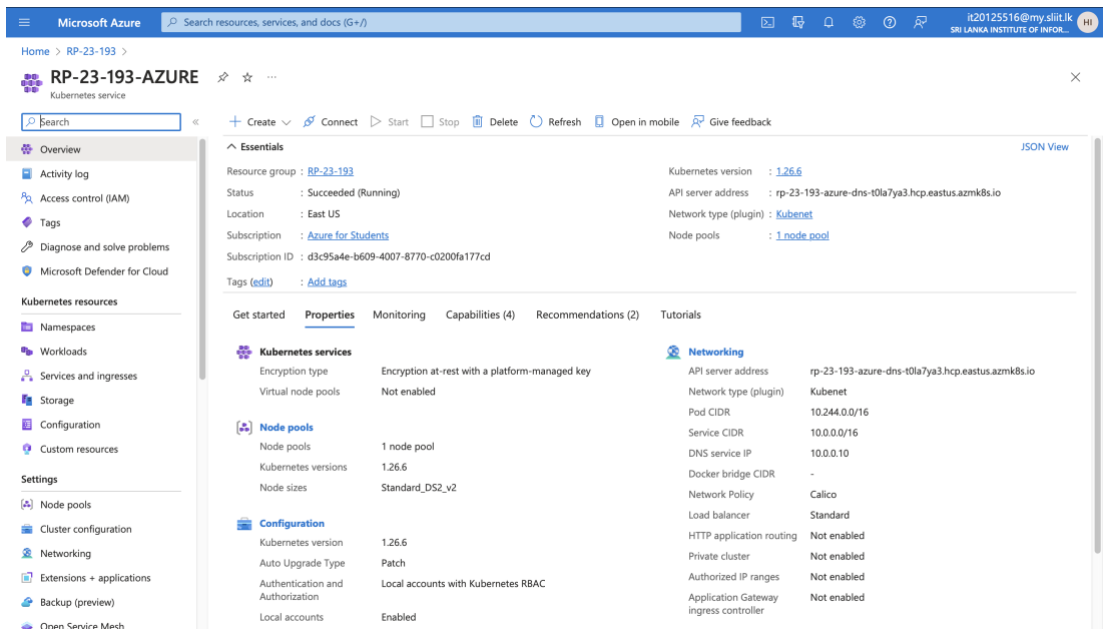 Microsoft Azure
Search resources, services, and docs (G+/)
it20125516@my.sliit.lk
SRI LANKA INSTITUTE OF INFOR...
HI
Home > RP-23-193 >
RP-23-193-AZURE
Kubernetes service
Search
Overview
Activity log
Access control (IAM)
Tags
Diagnose and solve problems
Microsoft Defender for Cloud
Kubernetes resources
Namespaces
Workloads
Services and ingresses
Storage
Configuration
Custom resources
Settings
Node pools
Cluster configuration
Networking
Extensions + applications
Backup (preview)
Open Service Mesh
Create Connect Start Stop Delete Refresh Open in mobile Give feedback
Essentials JSON View
Resource group : RP-23-193
Status : Succeeded (Running)
Location : East US
Subscription : Azure for Students
Subscription ID : d3c95a4e-b609-4007-8770-c0200fa177cd
Tags (edit) : Add tags
Kubernetes version : 1.26.6
API server address : rp-23-193-azure-dns-t0la7ya3.hcp.eastus.azmk8s.io
Network type (plugin) : Kubenet
Node pools : 1 node pool
Get started Properties Monitoring Capabilities (4) Recommendations (2) Tutorials
Kubernetes services
Encryption type Encryption at-rest with a platform-managed key
Virtual node pools Not enabled
Node pools
Node pools 1 node pool
Kubernetes versions 1.26.6
Node sizes Standard_DS2_v2
Configuration
Kubernetes version 1.26.6
Auto Upgrade Type Patch
Authentication and Local accounts with Kubernetes RBAC
Authorization
Local accounts Enabled
Networking
API server address rp-23-193-azure-dns-t0la7ya3.hcp.eastus.azmk8s.io
Network type (plugin) Kubenet
Pod CIDR 10.244.0.0/16
Service CIDR 10.0.0.0/16
DNS service IP 10.0.0.10
Docker bridge CIDR -
Network Policy Calico
Load balancer Standard
HTTP application routing Not enabled
Private cluster Not enabled
Authorized IP ranges Not enabled
Application Gateway Not enabled
ingress controller